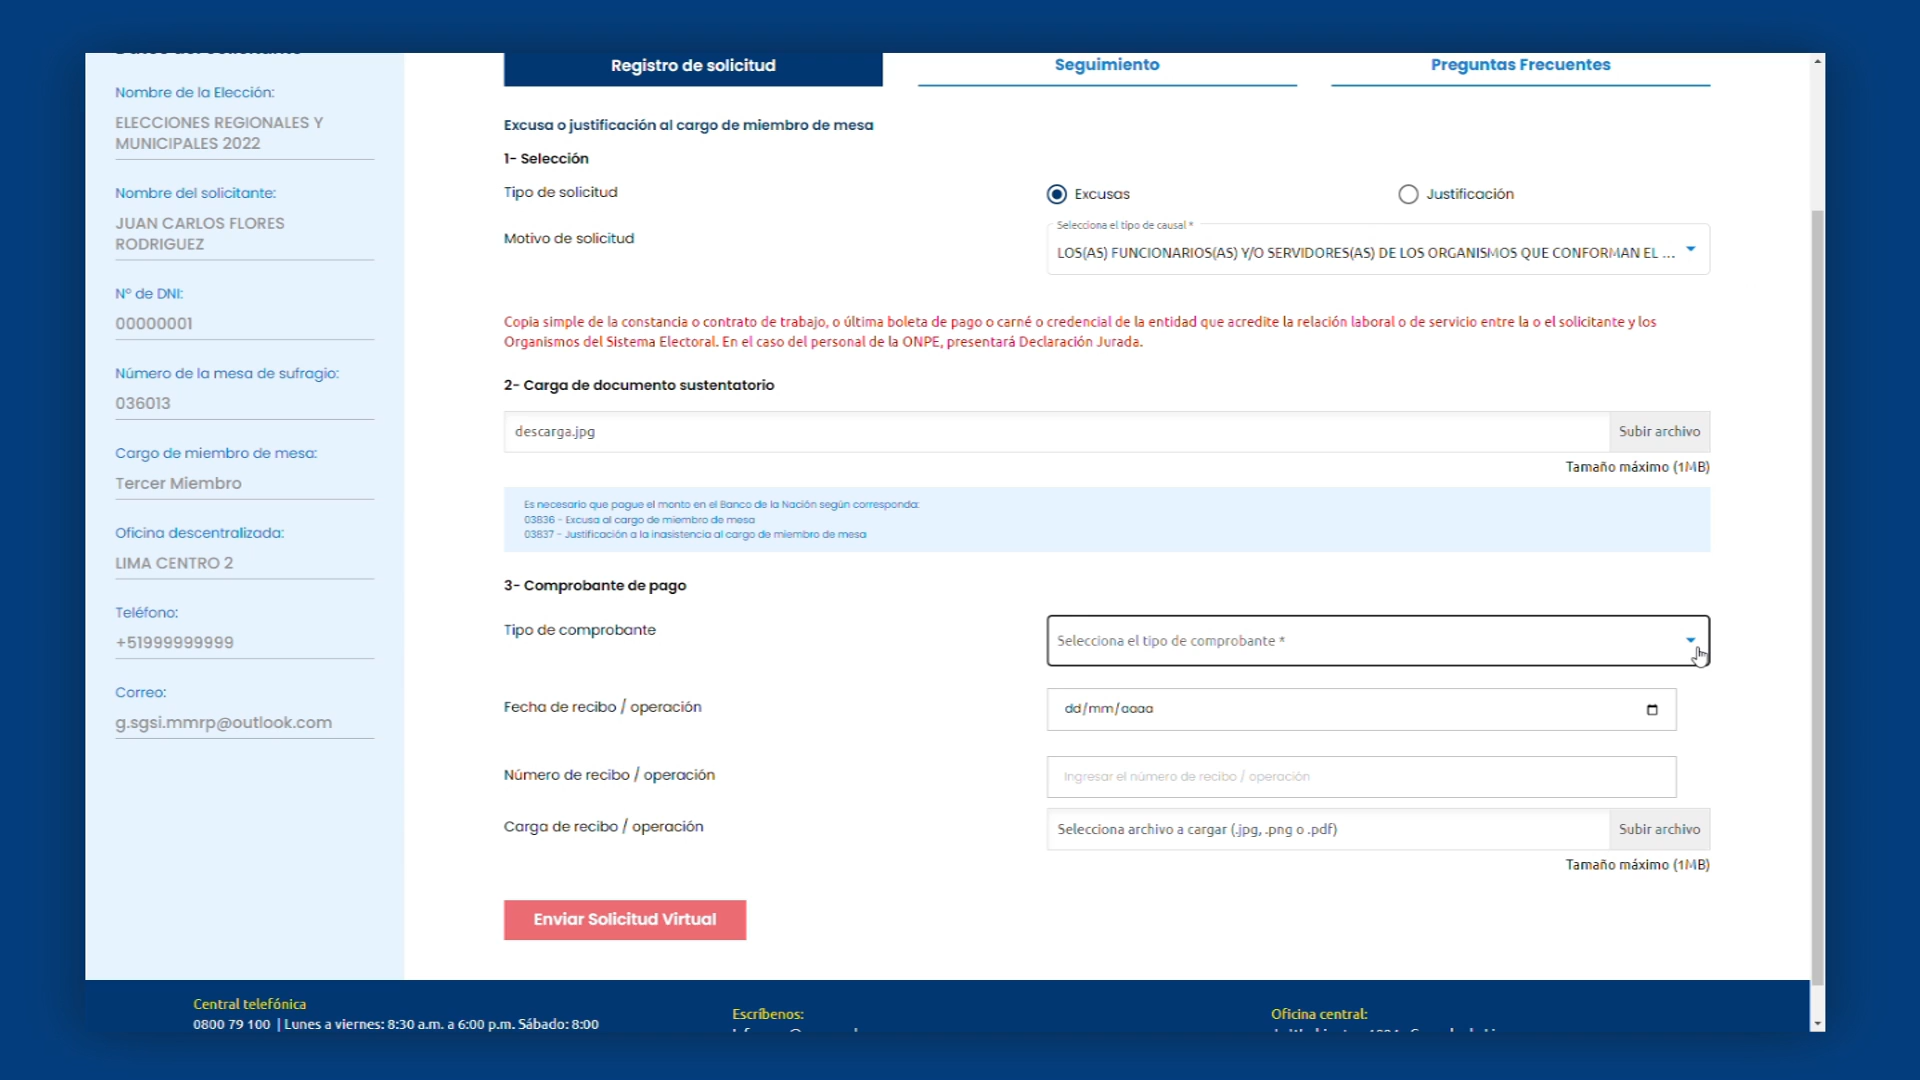 Registro de solicitud
Seguimiento
Preguntas Frecuentes
Nombre de la Elección:
ELECCIONES REGIONALES Y
MUNICIPALES 2022
Nombre del solicitante:
JUAN CARLOS FLORES
RODRIGUEZ
N° de DNI:
00000001
Número de la mesa de sufragio:
036013
Cargo de miembro de mesa:
Tercer Miembro
Oficina descentralizada:
LIMA CENTRO 2
Teléfono:
+51999999999
Correo:
g.sgsi.mmrp@outlook.com
Excusa o justificación al cargo de miembro de mesa
1- Selección
Tipo de solicitud
Excusas
Justificación
Motivo de solicitud
Selecciona el tipo de causal *
LOS(AS) FUNCIONARIOS(AS) Y/O SERVIDORES(AS) DE LOS ORGANISMOS QUE CONFORMAN EL ...
Copia simple de la constancia o contrato de trabajo, o última boleta de pago o carné o credencial de la entidad que acredite la relación laboral o de servicio entre la o el solicitante y los
Organismos del Sistema Electoral. En el caso del personal de la ONPE, presentará Declaración Jurada.
2- Carga de documento sustentatorio
descarga.jpg
Subir archivo
Tamaño máximo (1MB)
Es necesario que pague el monto en el Banco de la Nación según corresponda:
03836 - Excusa al cargo de miembro de mesa
03837 - Justificación a la inasistencia al cargo de miembro de mesa
3- Comprobante de pago
Tipo de comprobante
Selecciona el tipo de comprobante *
Fecha de recibo / operación
dd/mm/aaaa
Número de recibo / operación
Ingresar el número de recibo / operación
Carga de recibo / operación
Selecciona archivo a cargar (.jpg, .png o .pdf)
Subir archivo
Tamaño máximo (1MB)
Enviar Solicitud Virtual
Central telefónica
0800 79 100 | Lunes a viernes: 8:30 a.m. a 6:00 p.m. Sábado: 8:00
Escríbenos:
Oficina central: